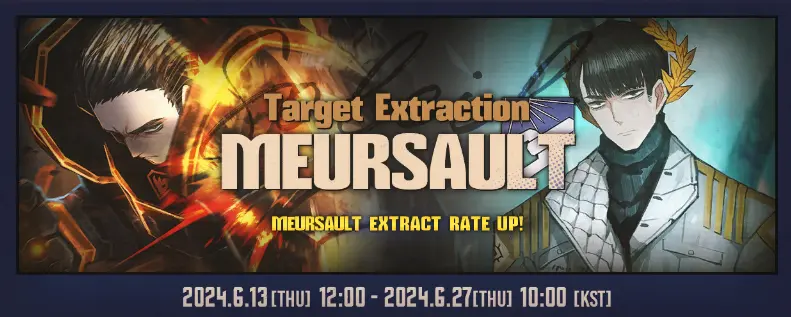 Target Extraction
MEURSAULT
MEURSAULT EXTRACT RATE UP!
2024.6.13[THU] 12:00 - 2024.6.27[THU] 10:00 [KST]